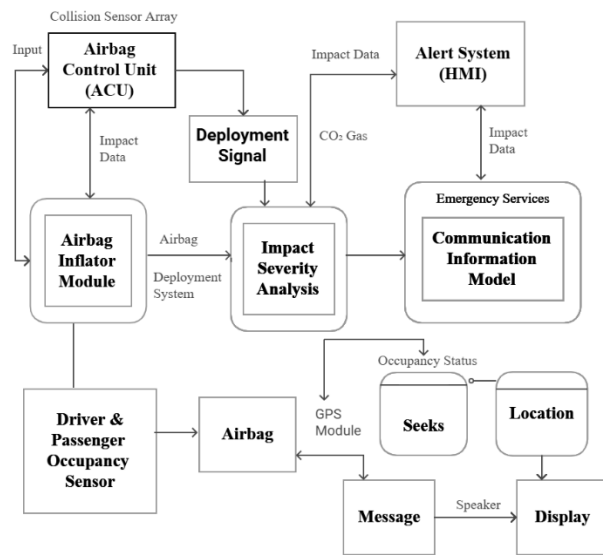 Collision Sensor Array
Input
Airbag
Control Unit
(ACU)
Impact Data
Alert System
(HMI)
CO₂ Gas
Deployment
Signal
Impact
Data
Impact
Data
Emergency Services
Airbag
Inflator
Module
Airbag
Deployment
System
Impact
Severity
Analysis
Communication
Information
Model
Occupancy Status
GPS
Module
Seeks
Location
Driver &
Passenger
Occupancy
Sensor
Airbag
Message
Speaker
Display